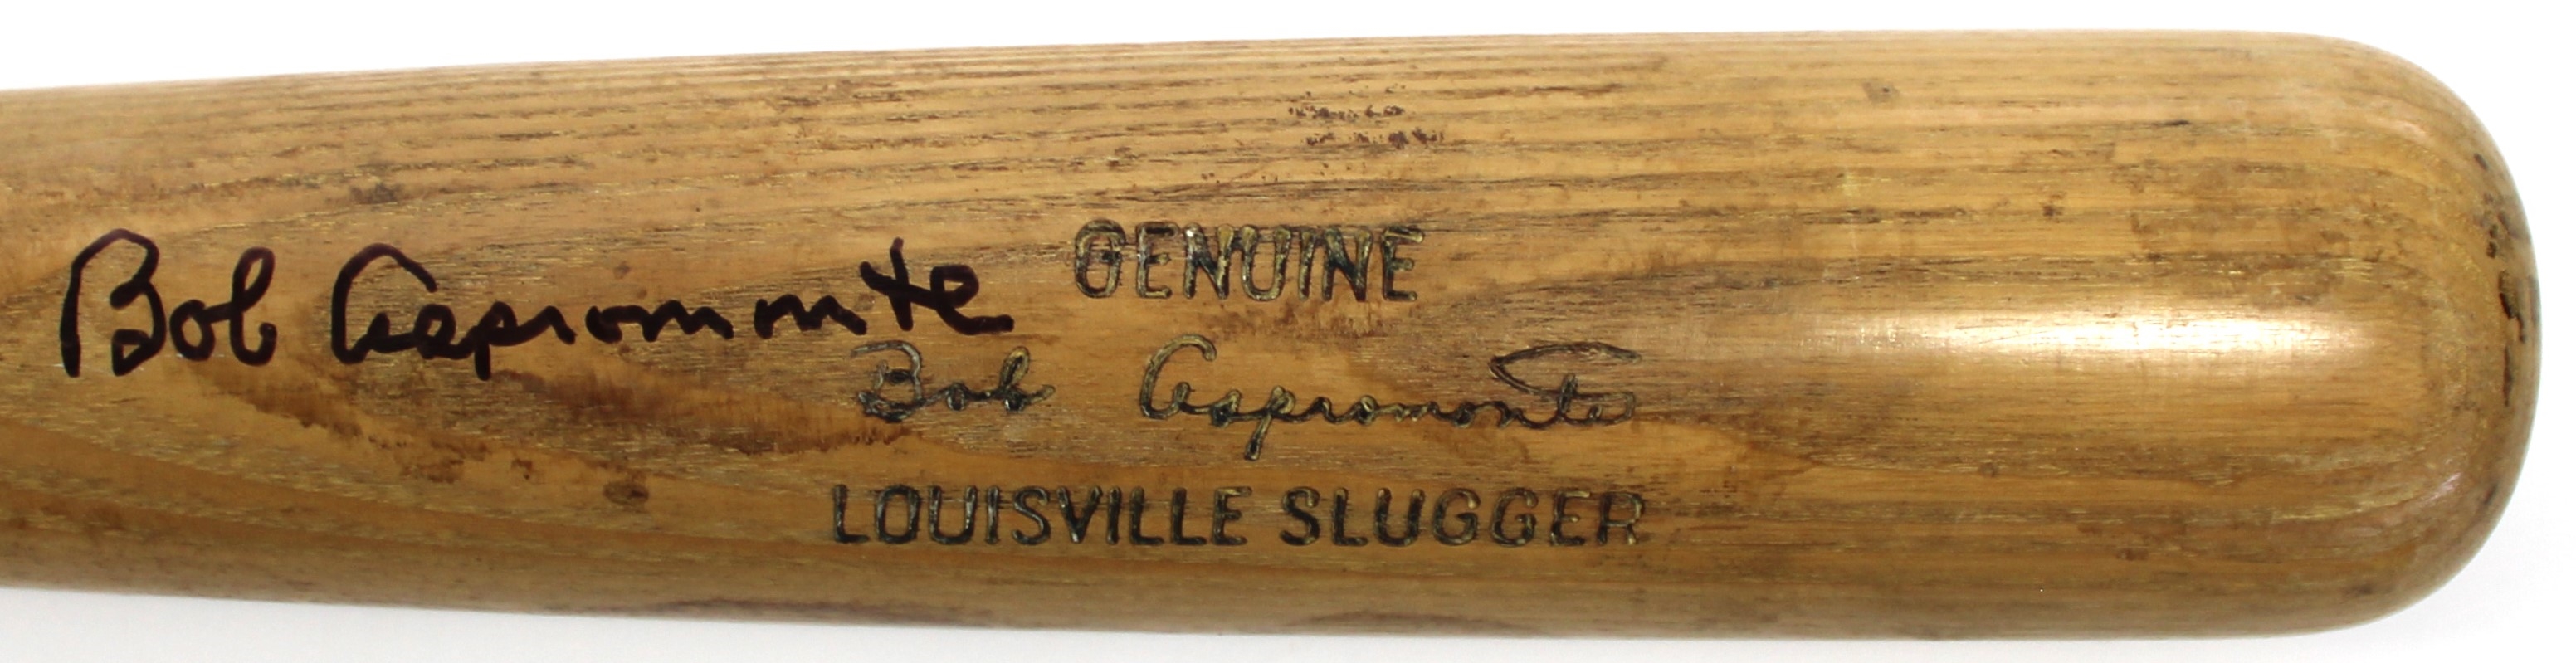 Bob Aspromonte
GENUINE
Bob Aspromonte
LOUISVILLE SLUGGER